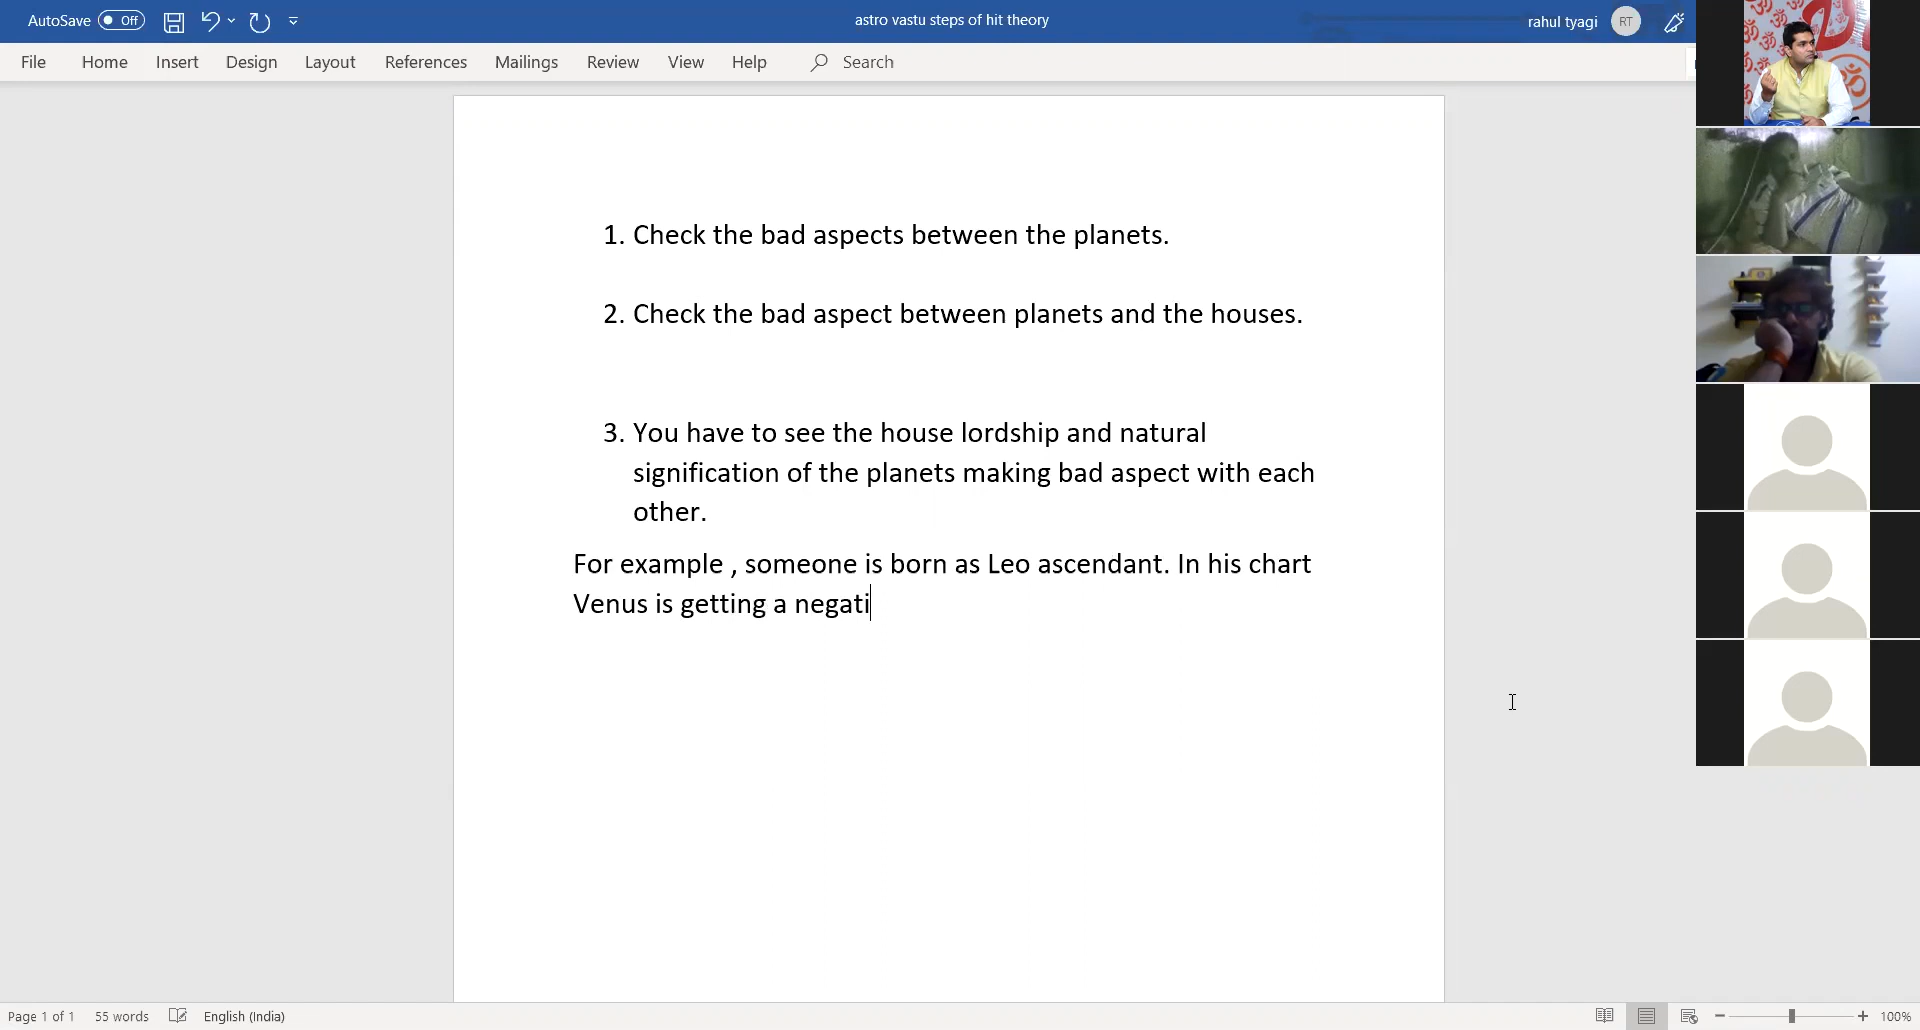 AutoSave Off
astro vastu steps of hit theory
rahul tyagi RT
File Home Insert Design Layout References Mailings Review View Help Search
1. Check the bad aspects between the planets.
2. Check the bad aspect between planets and the houses.
3. You have to see the house lordship and natural
signification of the planets making bad aspect with each
other.
For example , someone is born as Leo ascendant. In his chart
Venus is getting a negati
Page 1 of 1 55 words English (India) 100%